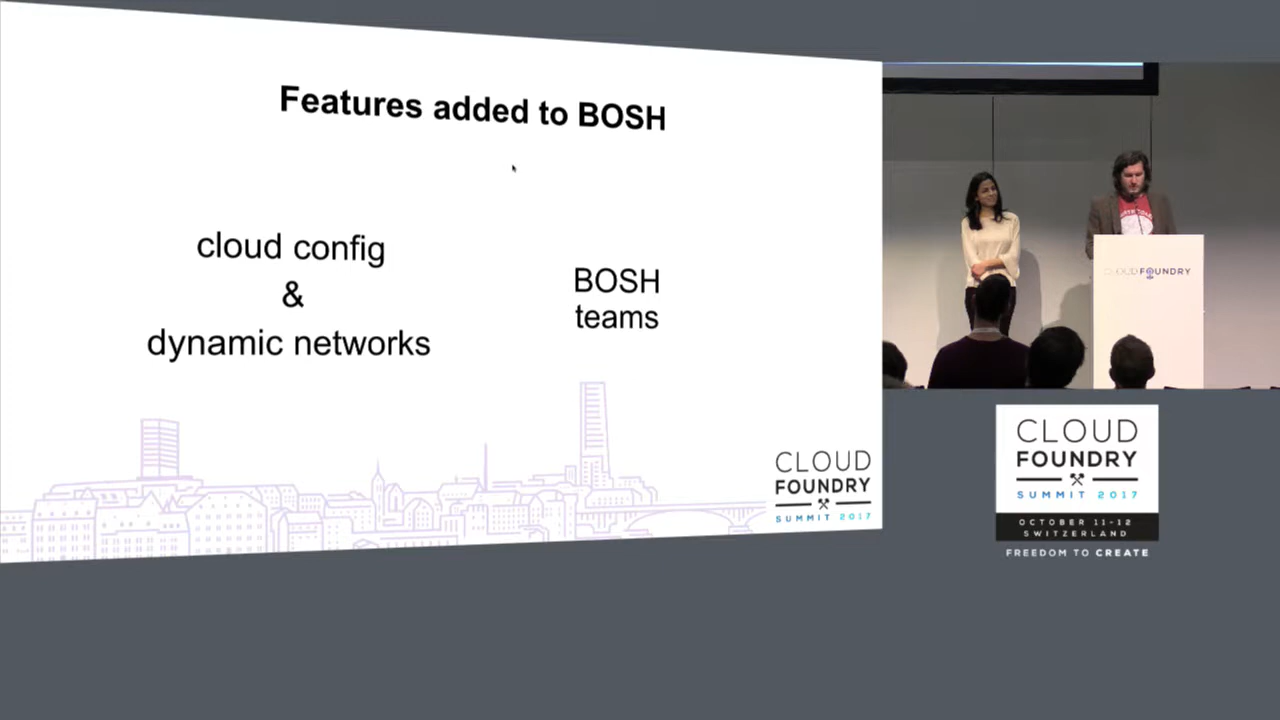 Features added to BOSH
cloud config
&
dynamic networks
BOSH
teams
CLOUD
FOUNDRY
SUMMIT 2017
CLOUD FOUNDRY
CLOUD
FOUNDRY
SUMMIT 2017
OCTOBER 11-12
SWITZERLAND
FREEDOM TO CREATE